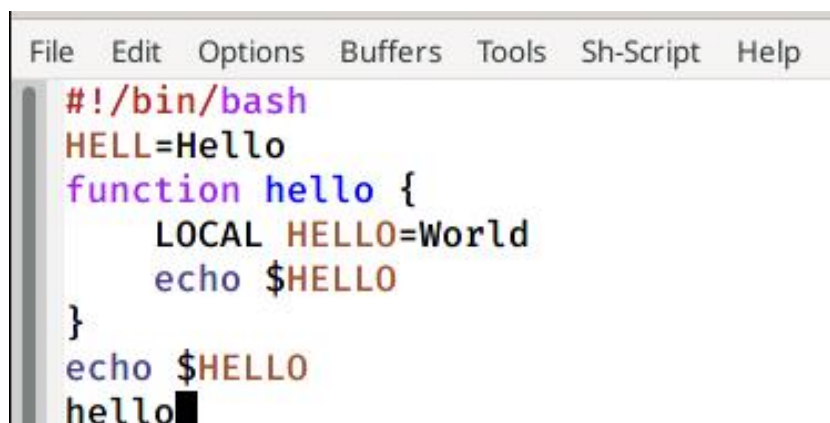 File Edit Options Buffers Tools Sh-Script Help
#!/bin/bash
HELL=Hello
function hello {
LOCAL HELLO=World
echo $HELLO
}
echo $HELLO
hello